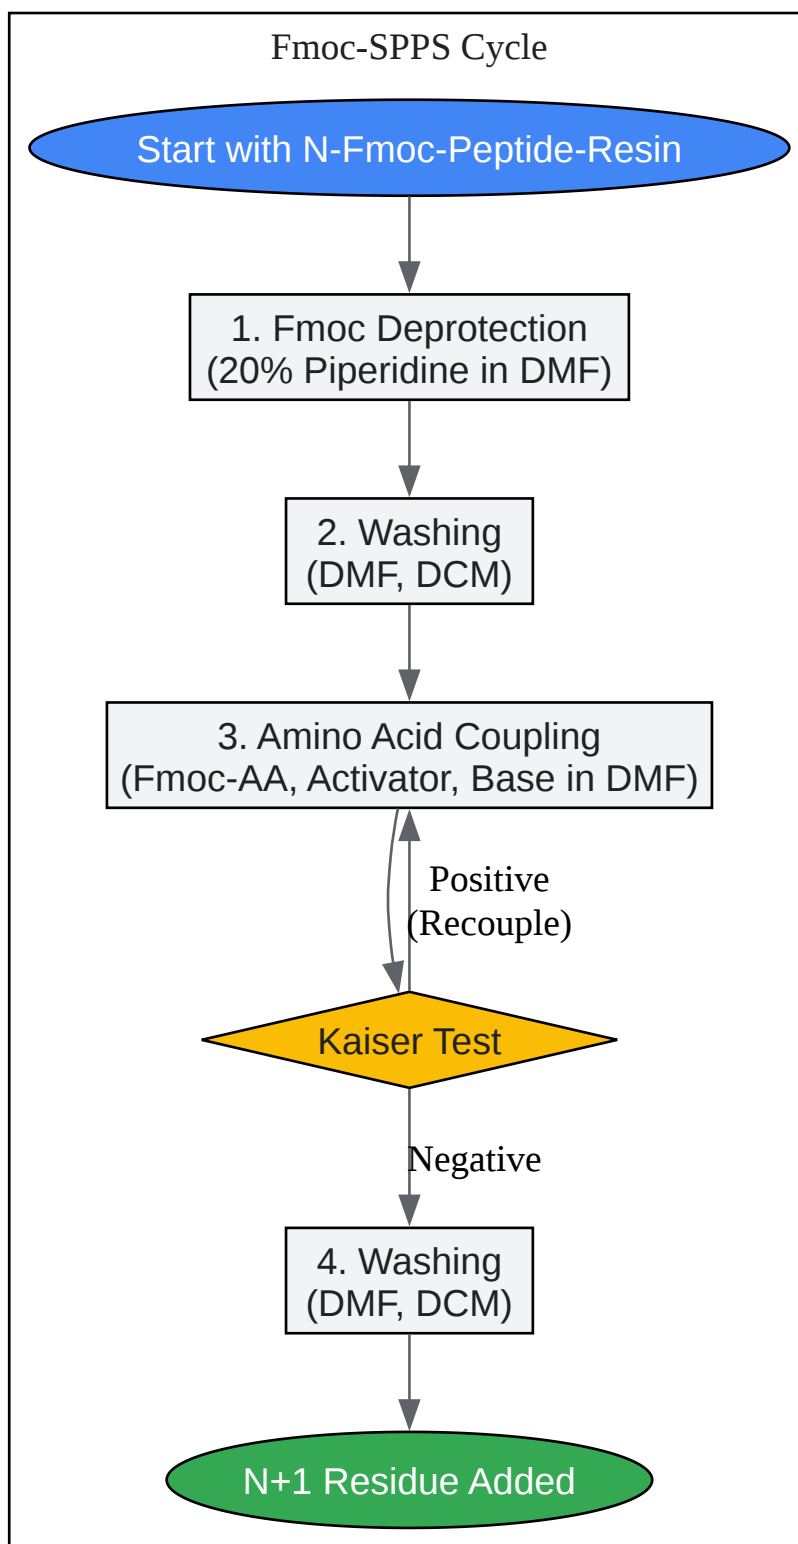 Fmoc-SPPS Cycle
Start with N-Fmoc-Peptide-Resin
1. Fmoc Deprotection
(20% Piperidine in DMF)
2. Washing
(DMF, DCM)
3. Amino Acid Coupling
(Fmoc-AA, Activator, Base in DMF)
Positive
(Recouple)
Kaiser Test
Negative
4. Washing
(DMF, DCM)
N+1 Residue Added